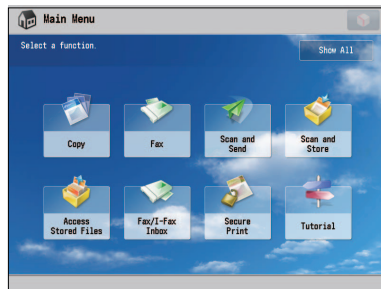 Main Menu
Select a function.
Show All
Copy
Fax
Scan and
Send
Scan and
Store
Access
Stored Files
Fax/I-Fax
Inbox
Secure
Print
Tutorial